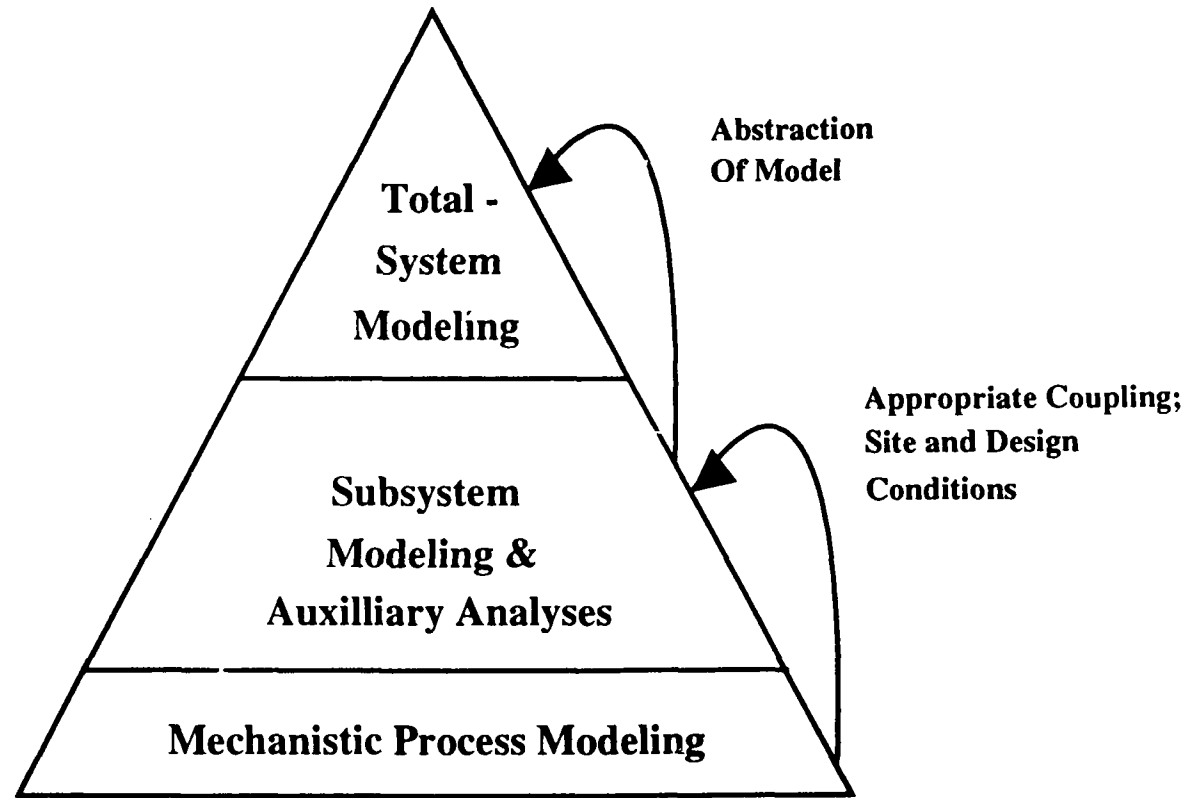 Total -
System
Modeling
Abstraction
Of Model
Subsystem
Modeling &
Auxilliary Analyses
Appropriate Coupling;
Site and Design
Conditions
Mechanistic Process Modeling